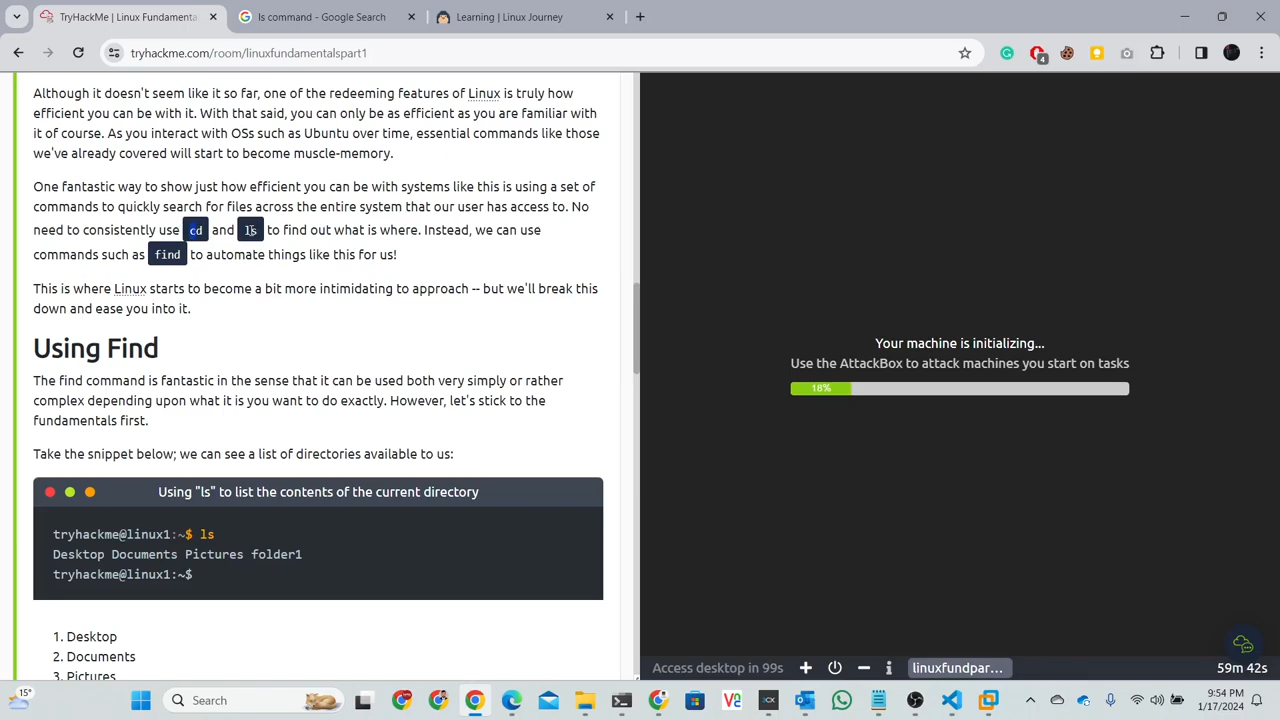 TryHackMe | Linux Fundamenta
ls command - Google Search
Learning | Linux Journey
tryhackme.com/room/linuxfundamentalspart1
4
Although it doesn't seem like it so far, one of the redeeming features of Linux is truly how
efficient you can be with it. With that said, you can only be as efficient as you are familiar with
it of course. As you interact with OSs such as Ubuntu over time, essential commands like those
we've already covered will start to become muscle-memory.
One fantastic way to show just how efficient you can be with systems like this is using a set of
commands to quickly search for files across the entire system that our user has access to. No
need to consistently use cd and ls to find out what is where. Instead, we can use
commands such as find to automate things like this for us!
This is where Linux starts to become a bit more intimidating to approach -- but we'll break this
down and ease you into it.
Using Find
The find command is fantastic in the sense that it can be used both very simply or rather
complex depending upon what it is you want to do exactly. However, let's stick to the
fundamentals first.
Take the snippet below; we can see a list of directories available to us:
Using "ls" to list the contents of the current directory
tryhackme@linux1:~$ ls
Desktop Documents Pictures folder1
tryhackme@linux1:~$
1. Desktop
2. Documents
3. Pictures
Your machine is initializing...
Use the AttackBox to attack machines you start on tasks
18%
Access desktop in 99s
linuxfundpar...
59m 42s
15°
Search
9:54 PM
1/17/2024